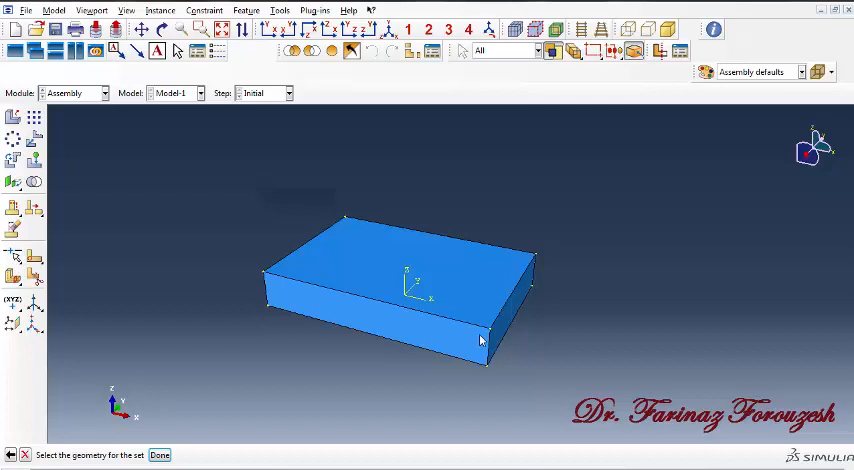 File Model Viewport View Instance Constraint Feature Tools Plug-ins Help
1 2 3 4
A
All
Assembly defaults
Module: Assembly Model: Model-1 Step: Initial
(XYZ)
Z
Y
X
Z
Y
X
Z
Y
X
Dr. Farinaz Forouzesh
Select the geometry for the set Done
SIMULIA